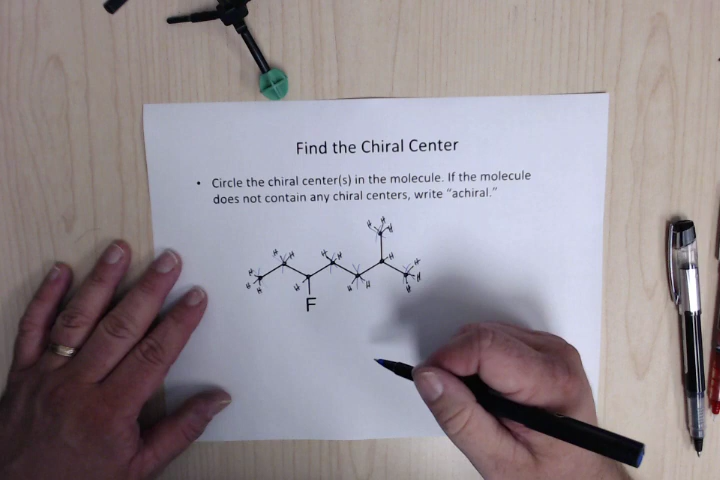 Find the Chiral Center
• Circle the chiral center(s) in the molecule. If the molecule
does not contain any chiral centers, write "achiral."
H H H
H H H H H H
H H H H H
H H H H
F